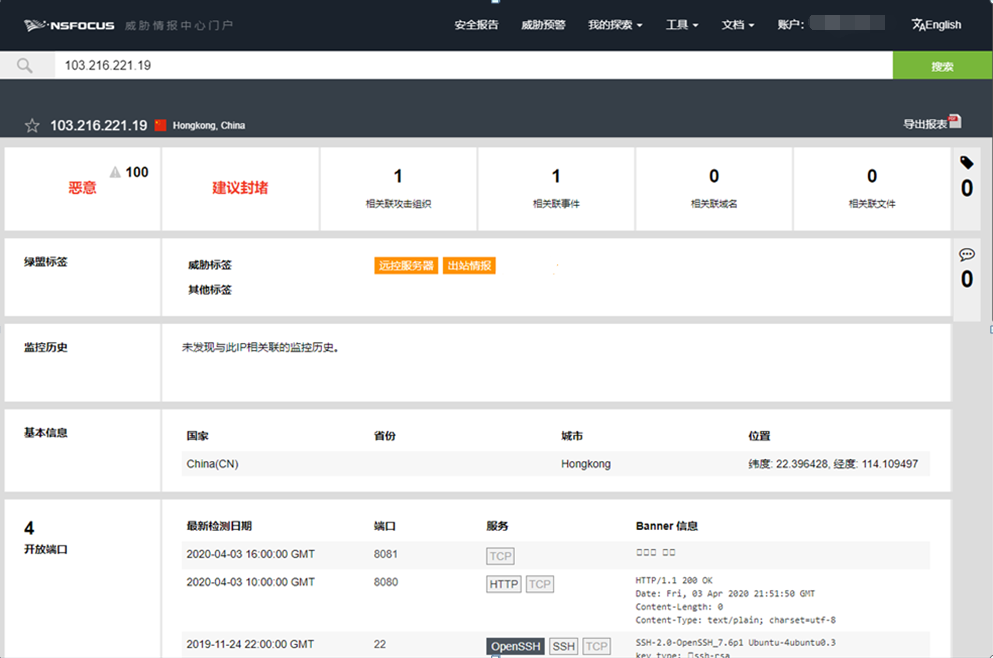 NSFOCUS 威胁情报中心门户 安全报告 威胁预警 我的探索 工具 文档 账户: 文AEnglish
103.216.221.19 搜索
103.216.221.19 Hongkong, China 导出报表
恶意 100 建议封堵 1 1 0 0 0
相关联攻击组织 相关联事件 相关联域名 相关联文件
绿盟标签 威胁标签 远控服务器 出站情报 0
其他标签
监控历史 未发现与此IP相关联的监控历史。
基本信息 国家 省份 城市 位置
China(CN) Hongkong 纬度: 22.396428, 经度: 114.109497
4 最新检测日期 端口 服务 Banner 信息
开放端口
2020-04-03 16:00:00 GMT 8081 TCP
2020-04-03 10:00:00 GMT 8080 HTTP TCP HTTP/1.1 200 OK
Date: Fri, 03 Apr 2020 21:51:50 GMT
Content-Length: 0
Content-Type: text/plain; charset=utf-8
2019-11-24 22:00:00 GMT 22 OpenSSH SSH TCP SSH-2.0-OpenSSH_7.6p1 Ubuntu-4ubuntu0.3
key type: ssh-rsa